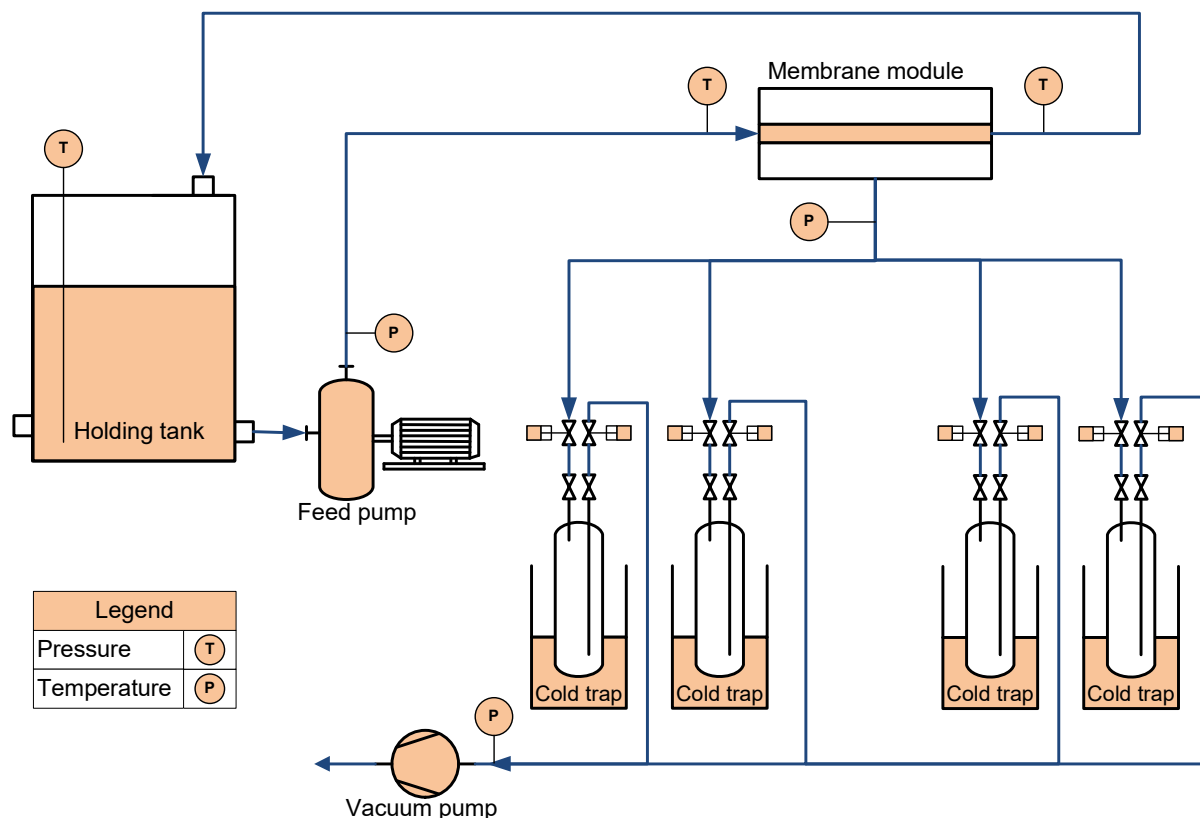 Membrane module
T
T
T
P
P
Holding tank
Feed pump
Legend
Pressure T
Temperature P
Cold trap
Cold trap
Cold trap
Cold trap
P
Vacuum pump